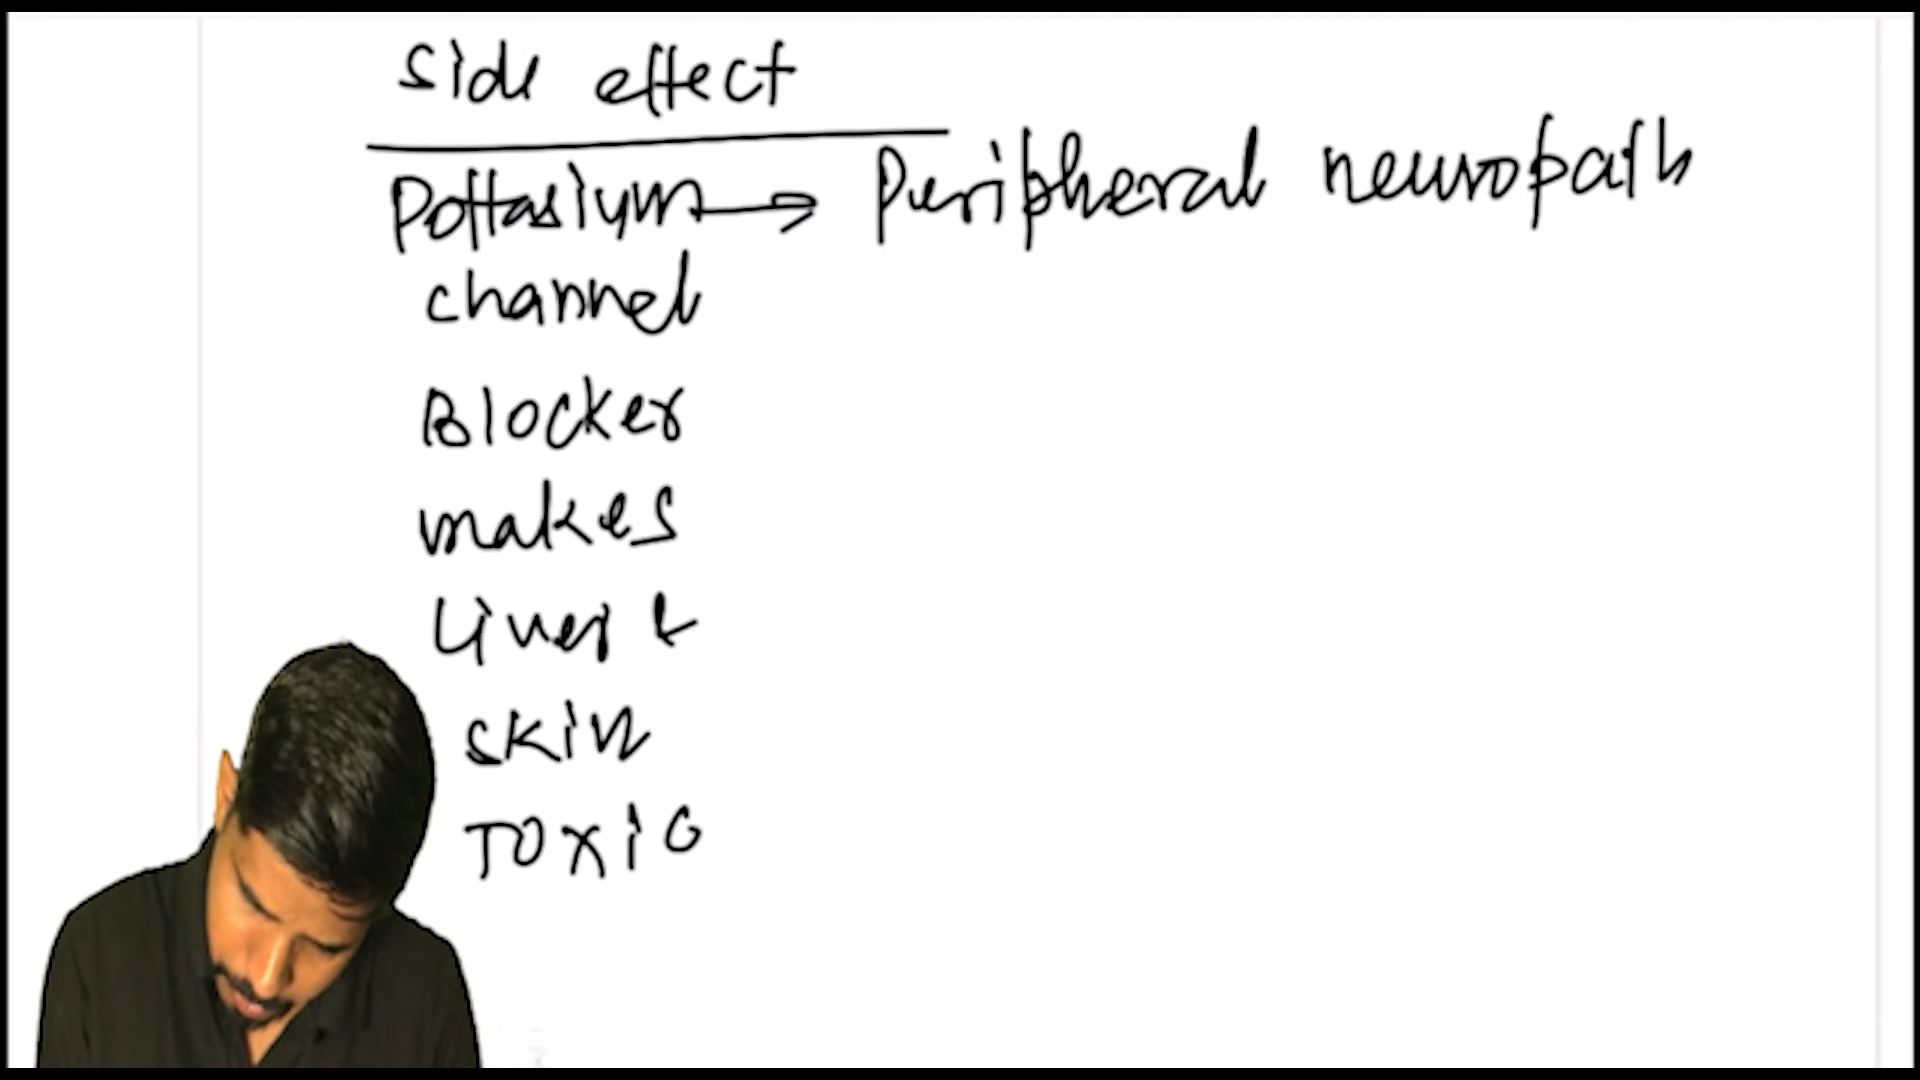 Side effect
Pottasium → Peripheral neuropath
channel
Blocker
makes
Liver &
skin
Toxic